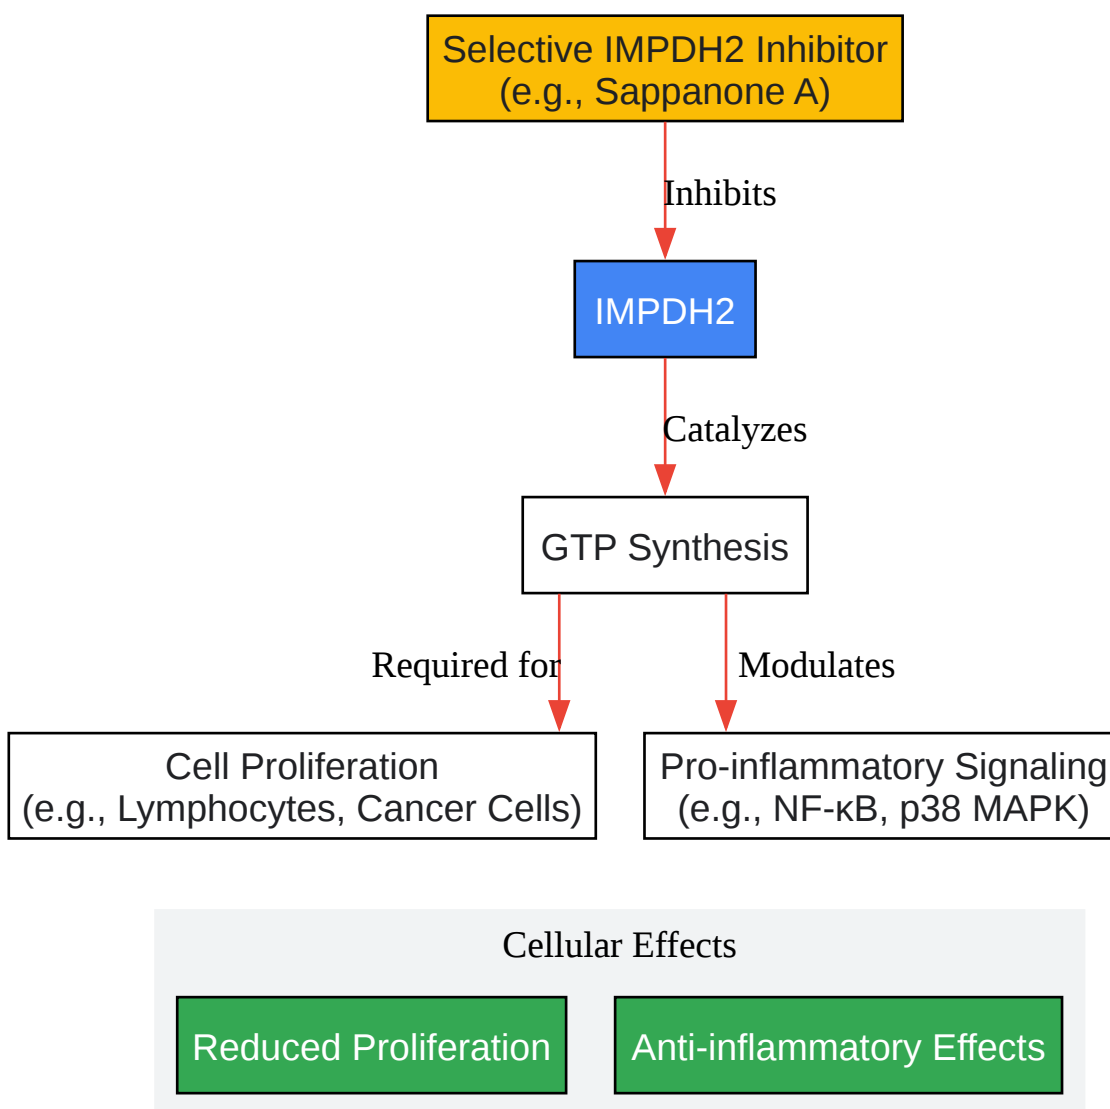 Selective IMPDH2 Inhibitor
(e.g., Sappanone A)
Inhibits
IMPDH2
Catalyzes
GTP Synthesis
Required for
Modulates
Cell Proliferation
(e.g., Lymphocytes, Cancer Cells)
Pro-inflammatory Signaling
(e.g., NF-κB, p38 MAPK)
Cellular Effects
Reduced Proliferation
Anti-inflammatory Effects